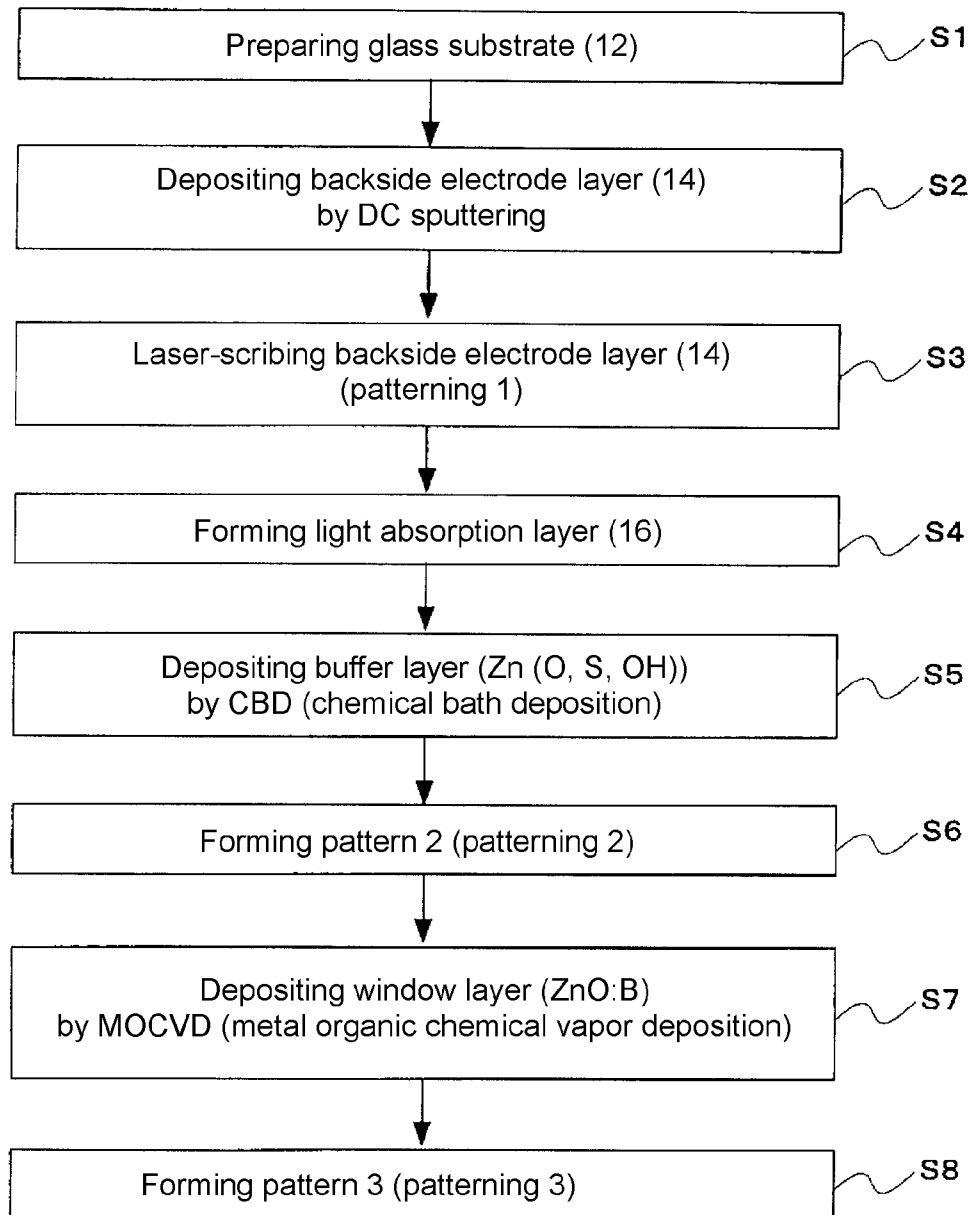 Preparing glass substrate (12)
S1
Depositing backside electrode layer (14)
by DC sputtering
S2
Laser-scribing backside electrode layer (14)
(patterning 1)
S3
Forming light absorption layer (16)
S4
Depositing buffer layer (Zn (O, S, OH))
by CBD (chemical bath deposition)
S5
Forming pattern 2 (patterning 2)
S6
Depositing window layer (ZnO:B)
by MOCVD (metal organic chemical vapor deposition)
S7
Forming pattern 3 (patterning 3)
S8